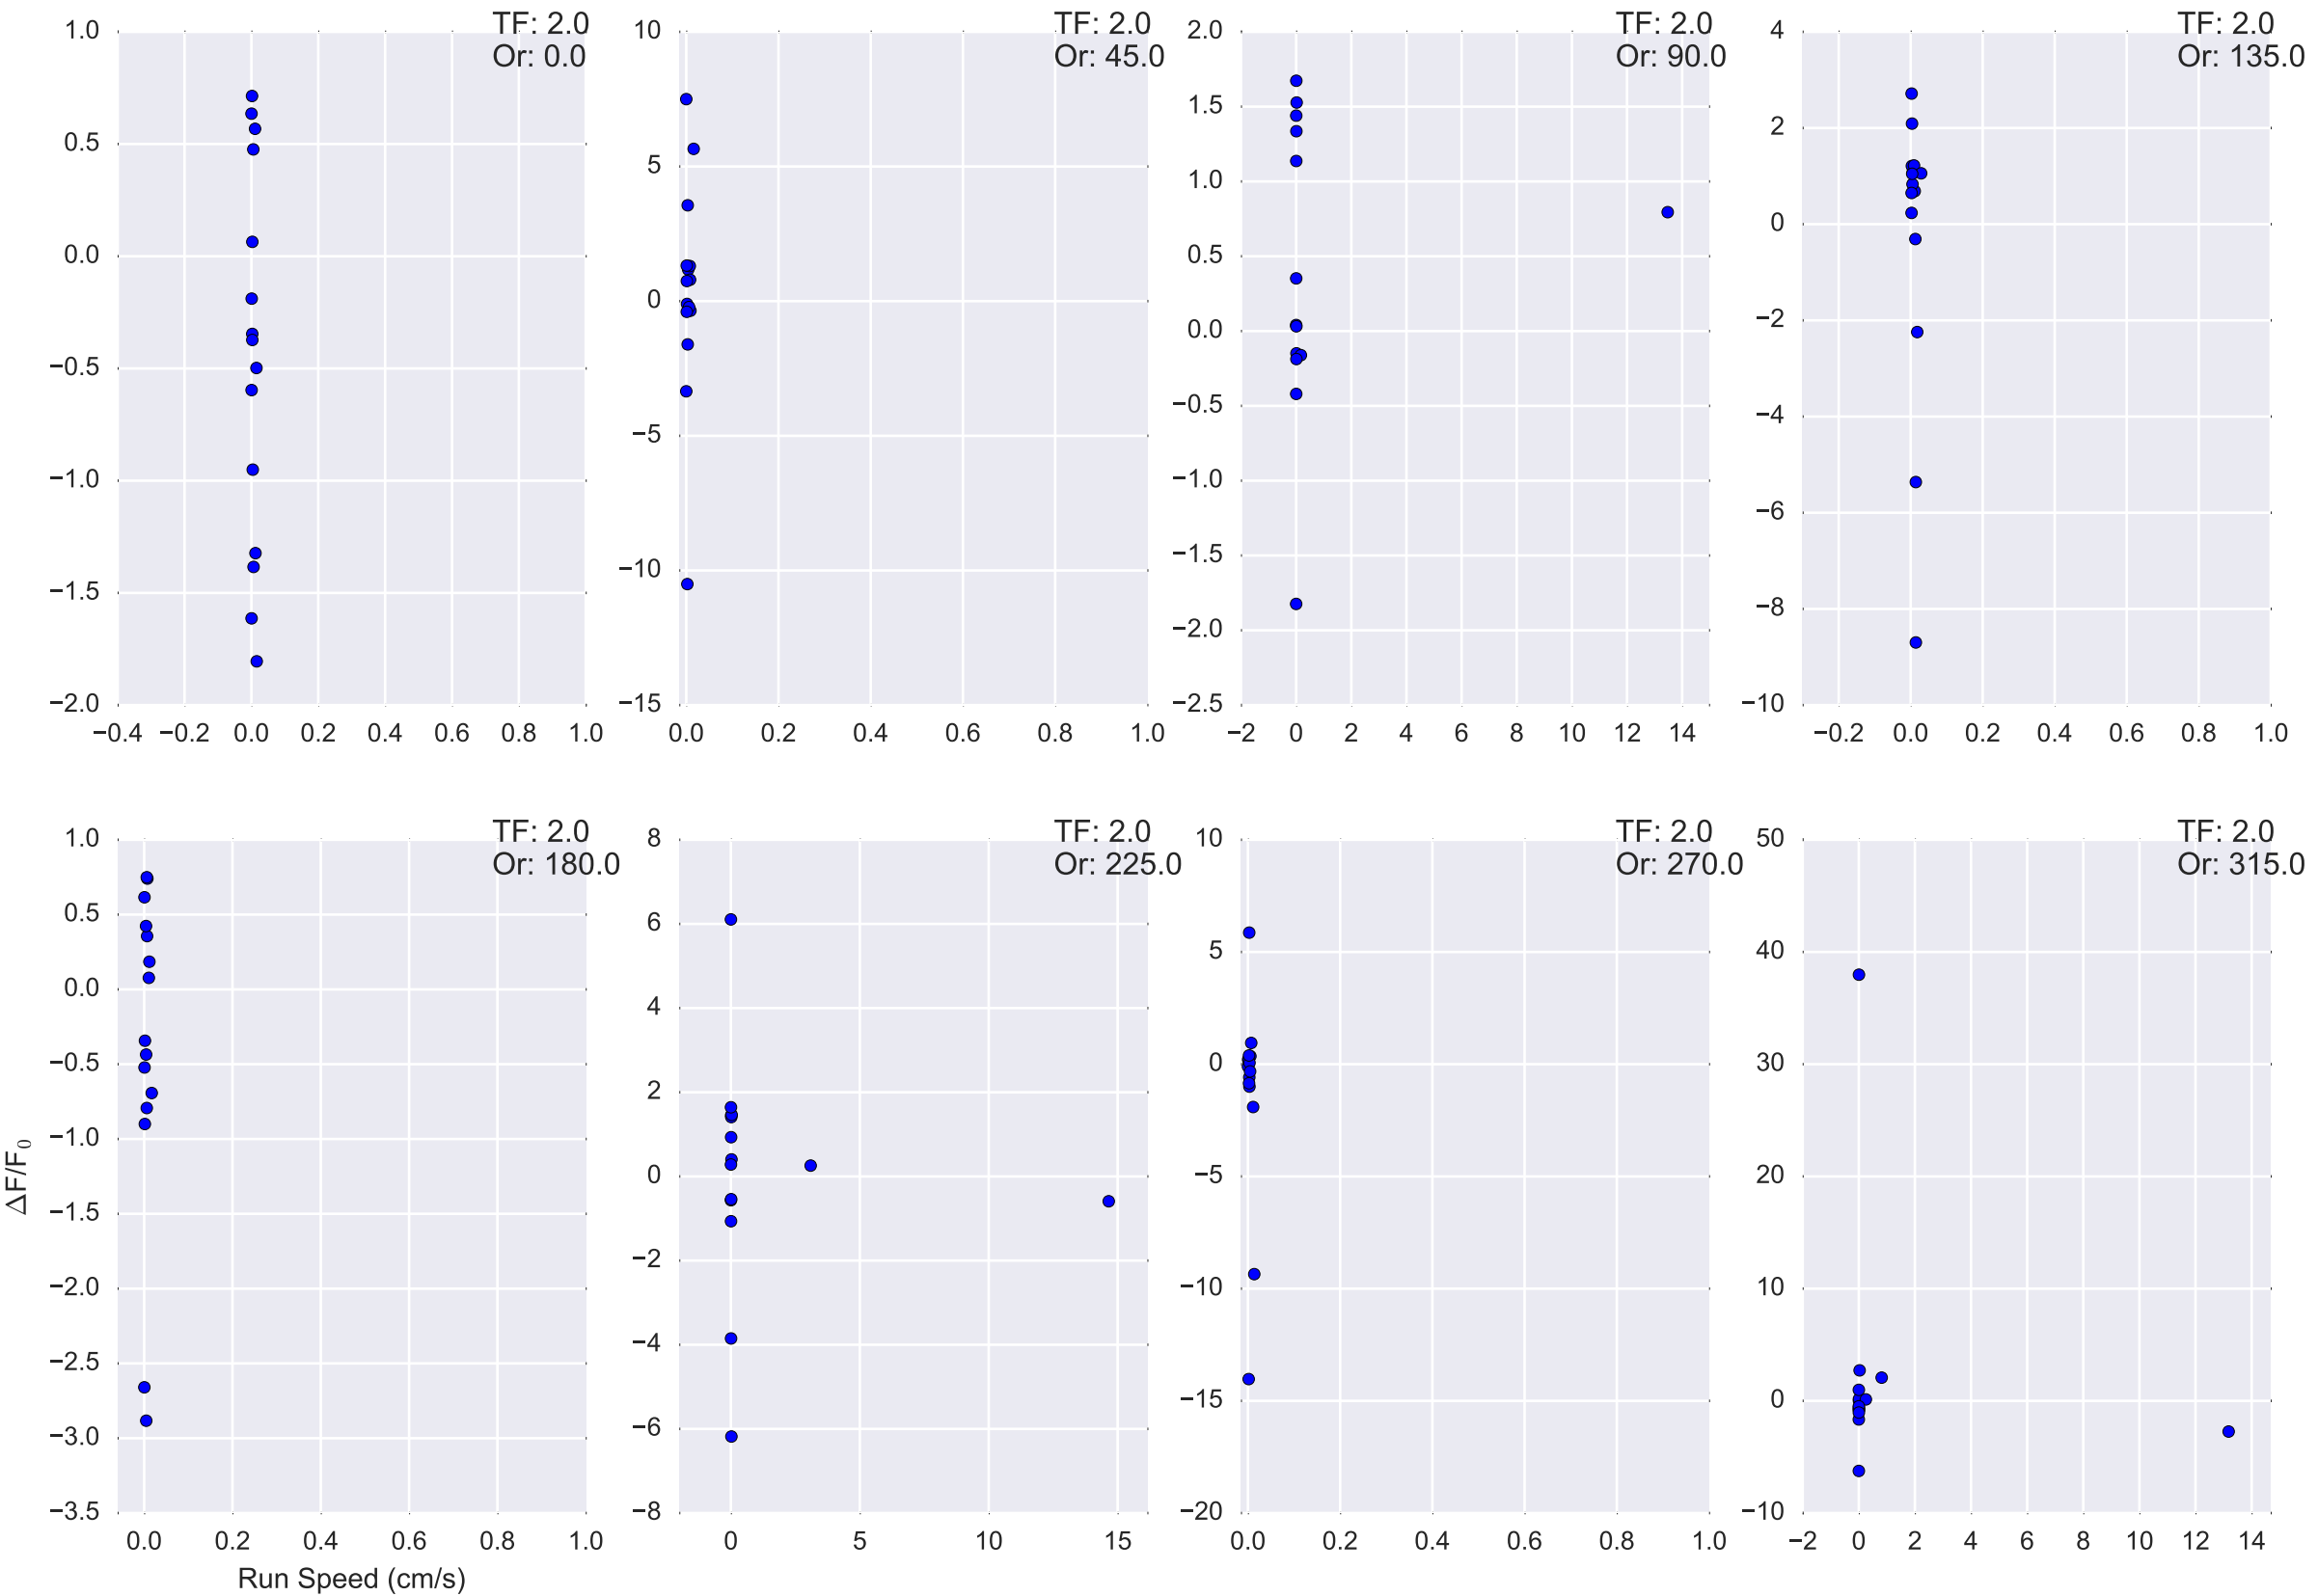 TF: 2.0
Or: 0.0
1.0
0.5
0.0
−0.5
−1.0
−1.5
−2.0
−0.4 −0.2 0.0 0.2 0.4 0.6 0.8 1.0
TF: 2.0
Or: 45.0
10
5
0
−5
−10
−15
0.0 0.2 0.4 0.6 0.8 1.0
TF: 2.0
Or: 90.0
2.0
1.5
1.0
0.5
0.0
−0.5
−1.0
−1.5
−2.0
−2.5
−2 0 2 4 6 8 10 12 14
TF: 2.0
Or: 135.0
4
2
0
−2
−4
−6
−8
−10
−0.2 0.0 0.2 0.4 0.6 0.8 1.0
TF: 2.0
Or: 180.0
1.0
0.5
0.0
−0.5
−1.0
−1.5
−2.0
−2.5
−3.0
−3.5
0.0 0.2 0.4 0.6 0.8 1.0
Run Speed (cm/s)
ΔF/F₀
TF: 2.0
Or: 225.0
8
6
4
2
0
−2
−4
−6
−8
0 5 10 15
TF: 2.0
Or: 270.0
10
5
0
−5
−10
−15
−20
0.0 0.2 0.4 0.6 0.8 1.0
TF: 2.0
Or: 315.0
50
40
30
20
10
0
−10
−2 0 2 4 6 8 10 12 14